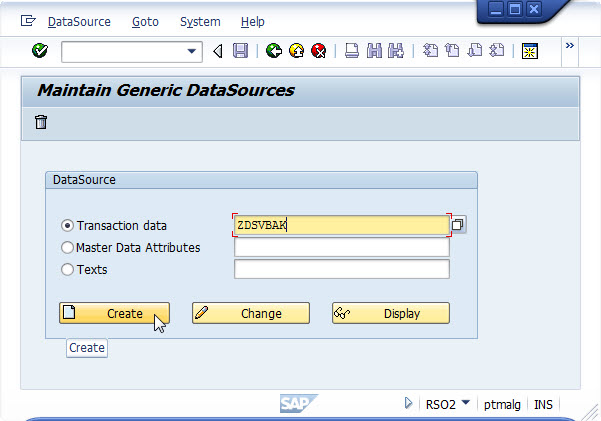 DataSource Goto System Help
Maintain Generic DataSources
DataSource
Transaction data ZDSVBAK
Master Data Attributes
Texts
Create Change Display
Create
SAP RSO2 ptmalg INS